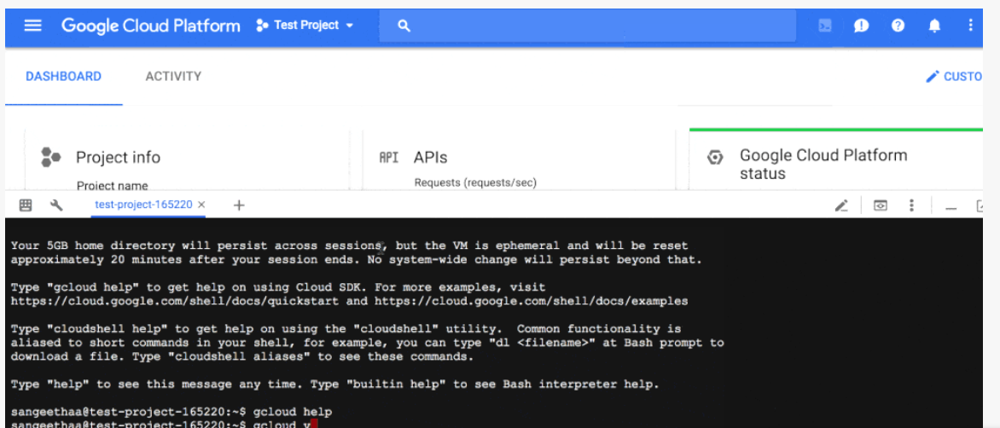 Google Cloud Platform Test Project
DASHBOARD ACTIVITY CUSTO
Project info
Project name
API APIs
Requests (requests/sec)
Google Cloud Platform
status
test-project-165220 × +
Your 5GB home directory will persist across sessions, but the VM is ephemeral and will be reset
approximately 20 minutes after your session ends. No system-wide change will persist beyond that.
Type "gcloud help" to get help on using Cloud SDK. For more examples, visit
https://cloud.google.com/shell/docs/quickstart and https://cloud.google.com/shell/docs/examples
Type "cloudshell help" to get help on using the "cloudshell" utility.  Common functionality is
aliased to short commands in your shell, for example, you can type "dl <filename>" at Bash prompt to
download a file. Type "cloudshell aliases" to see these commands.
Type "help" to see this message any time. Type "builtin help" to see Bash interpreter help.
sangeethaa@test-project-165220:~$ gcloud help
sangeethaa@test-project-165220:~$ gcloud v